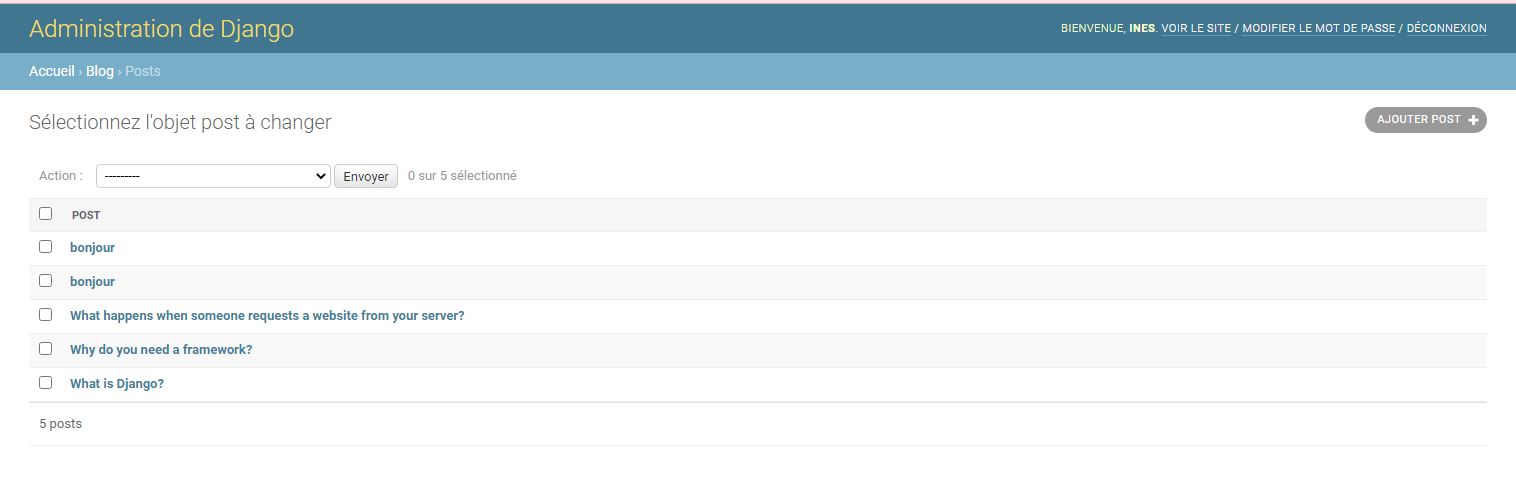 Administration de Django
BIENVENUE, INES. VOIR LE SITE / MODIFIER LE MOT DE PASSE / DÉCONNEXION
Accueil › Blog › Posts
Sélectionnez l'objet post à changer
AJOUTER POST +
Action : --------- Envoyer 0 sur 5 sélectionné
POST
bonjour
bonjour
What happens when someone requests a website from your server?
Why do you need a framework?
What is Django?
5 posts